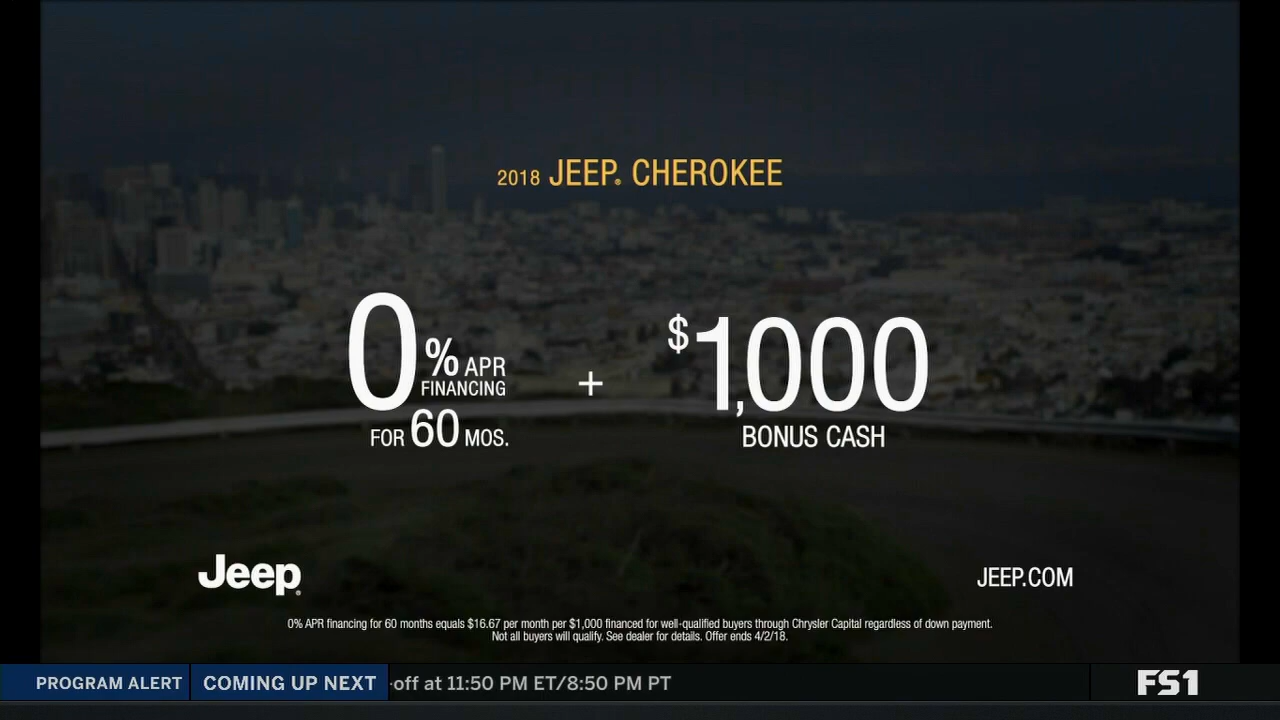 2018 JEEP® CHEROKEE
0% APR
FINANCING
FOR 60 MOS.
+
$1,000
BONUS CASH
Jeep®
JEEP.COM
0% APR financing for 60 months equals $16.67 per month per $1,000 financed for well-qualified buyers through Chrysler Capital regardless of down payment.
Not all buyers will qualify. See dealer for details. Offer ends 4/2/18.
PROGRAM ALERT COMING UP NEXT -off at 11:50 PM ET/8:50 PM PT FS1